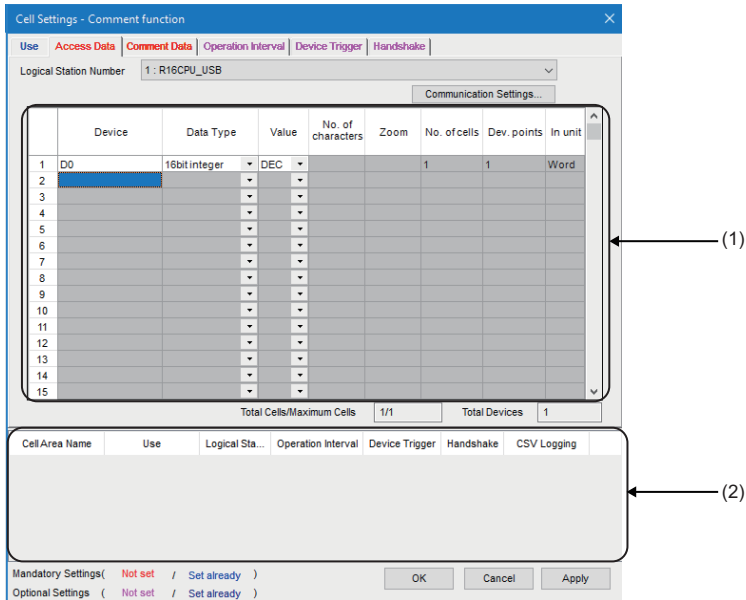 Cell Settings - Comment function
Use Access Data Comment Data Operation Interval Device Trigger Handshake
Logical Station Number 1 : R16CPU_USB
Communication Settings...
Device Data Type Value No. of characters Zoom No. of cells Dev. points In unit
1 D0 16bit integer DEC 1 1 Word
2
3
4
5
6
7
8
9
10
11
12
13
14
15
(1)
Total Cells/Maximum Cells 1/1 Total Devices 1
Cell Area Name Use Logical Sta... Operation Interval Device Trigger Handshake CSV Logging
(2)
Mandatory Settings( Not set / Set already )
Optional Settings ( Not set / Set already )
OK Cancel Apply